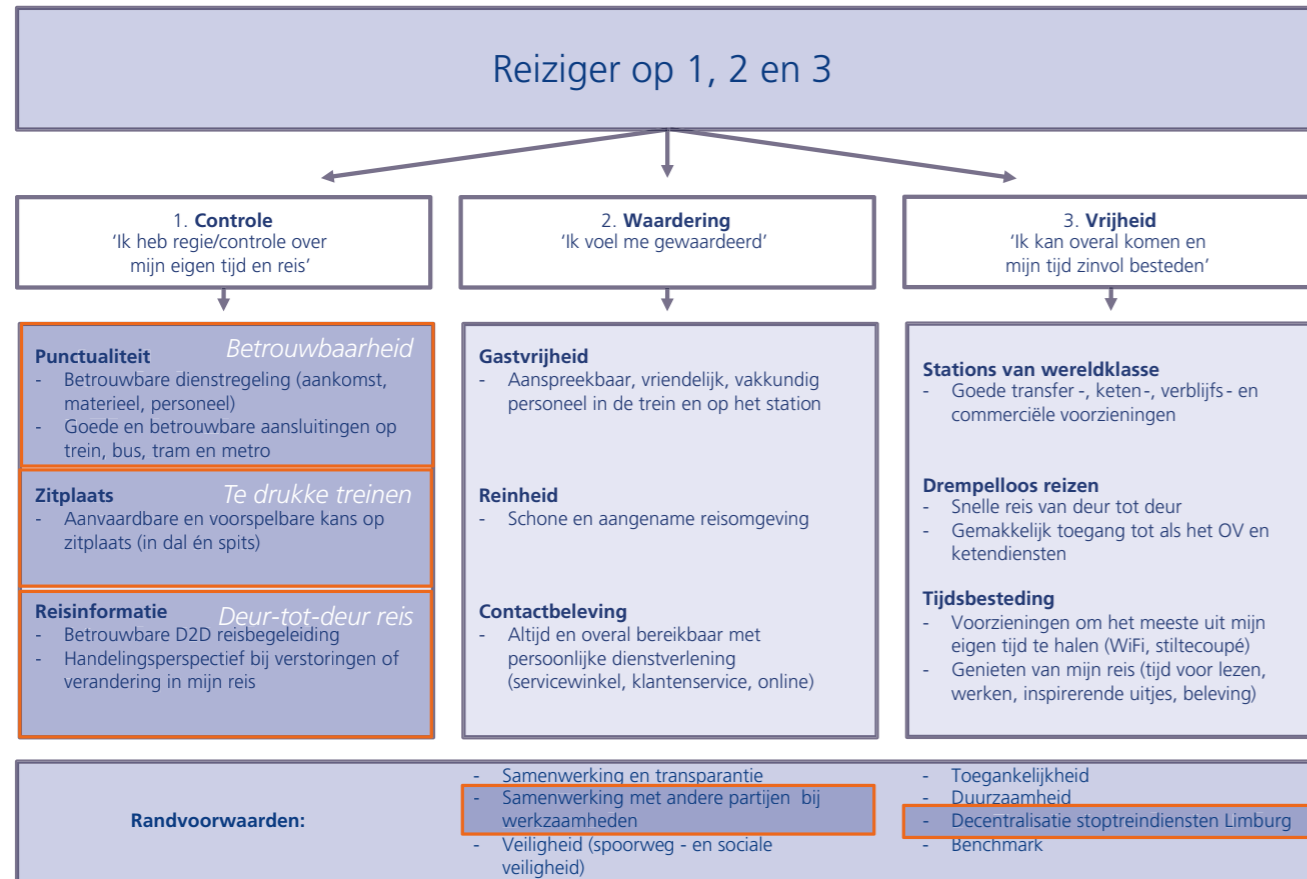 Reiziger op 1, 2 en 3
1. Controle
‘Ik heb regie/controle over
mijn eigen tijd en reis’
2. Waardering
‘Ik voel me gewaardeerd’
3. Vrijheid
‘Ik kan overal komen en
mijn tijd zinvol besteden’
Punctualiteit
Betrouwbaarheid
- Betrouwbare dienstregeling (aankomst,
materieel, personeel)
- Goede en betrouwbare aansluitingen op
trein, bus, tram en metro
Zitplaats
Te drukke treinen
- Aanvaardbare en voorspelbare kans op
zitplaats (in dal én spits)
Reisinformatie
Deur-tot-deur reis
- Betrouwbare D2D reisbegeleiding
- Handelingsperspectief bij verstoringen of
verandering in mijn reis
Gastvrijheid
- Aanspreekbar, vriendelijk, vakkundig
personeel in de trein en op het station
Reinheid
- Schone en aangename reisomgeving
Contactbeleving
- Altijd en overal bereikbaar met
persoonlijke dienstverlening
(servicewinkel, klantenservice, online)
Stations van wereldklasse
- Goede transfer -, keten -, verblijfs - en
commerciële voorzieningen
Drempelloos reizen
- Snelle reis van deur tot deur
- Gemakkelijk toegang tot als het OV en
ketendiensten
Tijdsbesteding
- Voorzieningen om het meeste uit mijn
eigen tijd te halen (WiFi, stiltecoupé)
- Genieten van mijn reis (tijd voor lezen,
werken, inspirerende uitjes, beleving)
Randvoorwaarden:
- Samenwerking en transparantie
- Samenwerking met andere partijen bij
werkzaamheden
- Veiligheid (spoorweg - en sociale
veiligheid)
- Toegankelijkheid
- Duurzaamheid
- Decentralisatie stoptreindiensten Limburg
- Benchmark